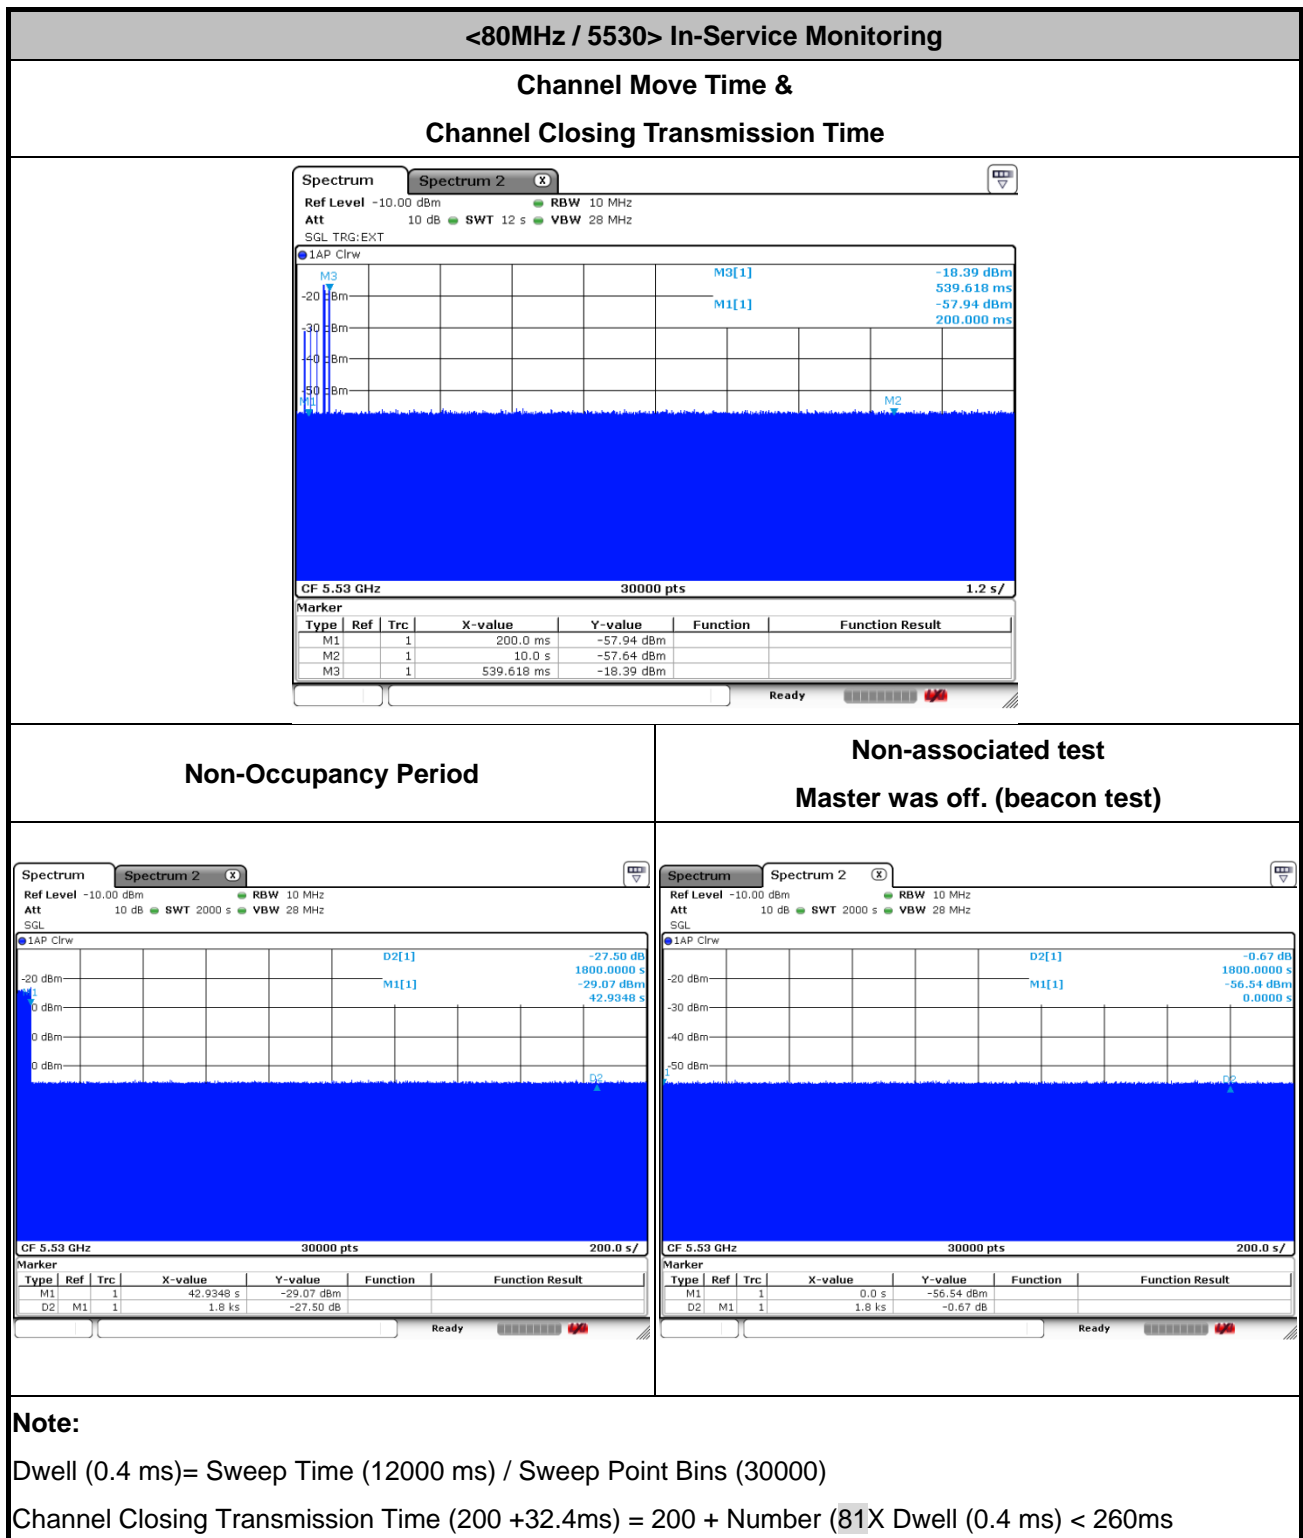 <80MHz / 5530> In-Service Monitoring
Channel Move Time &
Channel Closing Transmission Time
Spectrum Spectrum 2 X
Ref Level -10.00 dBm RBW 10 MHz
Att 10 dB SWT 12 s VBW 28 MHz
SGL TRG:EXT
1AP Clrw
M3 M3[1] -18.39 dBm
539.618 ms
-20 dBm
M1[1] -57.94 dBm
200.000 ms
-30 dBm
-40 dBm
-50 dBm
M1 M2
CF 5.53 GHz 30000 pts 1.2 s/
Marker
Type Ref Trc X-value Y-value Function Function Result
M1 1 200.0 ms -57.94 dBm
M2 1 10.0 s -57.64 dBm
M3 1 539.618 ms -18.39 dBm
Ready
Non-Occupancy Period
Non-associated test
Master was off. (beacon test)
Spectrum Spectrum 2 X
Ref Level -10.00 dBm RBW 10 MHz
Att 10 dB SWT 2000 s VBW 28 MHz
SGL
1AP Clrw
D2[1] -27.50 dB
1800.0000 s
-20 dBm
M1[1] -29.07 dBm
42.9348 s
0 dBm
0 dBm
0 dBm
D2
CF 5.53 GHz 30000 pts 200.0 s/
Marker
Type Ref Trc X-value Y-value Function Function Result
M1 1 42.9348 s -29.07 dBm
D2 M1 1 1.8 ks -27.50 dB
Ready
Spectrum Spectrum 2 X
Ref Level -10.00 dBm RBW 10 MHz
Att 10 dB SWT 2000 s VBW 28 MHz
SGL
1AP Clrw
D2[1] -0.67 dB
1800.0000 s
-20 dBm
M1[1] -56.54 dBm
0.0000 s
-30 dBm
-40 dBm
-50 dBm
D2
CF 5.53 GHz 30000 pts 200.0 s/
Marker
Type Ref Trc X-value Y-value Function Function Result
M1 1 0.0 s -56.54 dBm
D2 M1 1 1.8 ks -0.67 dB
Ready
Note:
Dwell (0.4 ms)= Sweep Time (12000 ms) / Sweep Point Bins (30000)
Channel Closing Transmission Time (200 +32.4ms) = 200 + Number (81X Dwell (0.4 ms) < 260ms